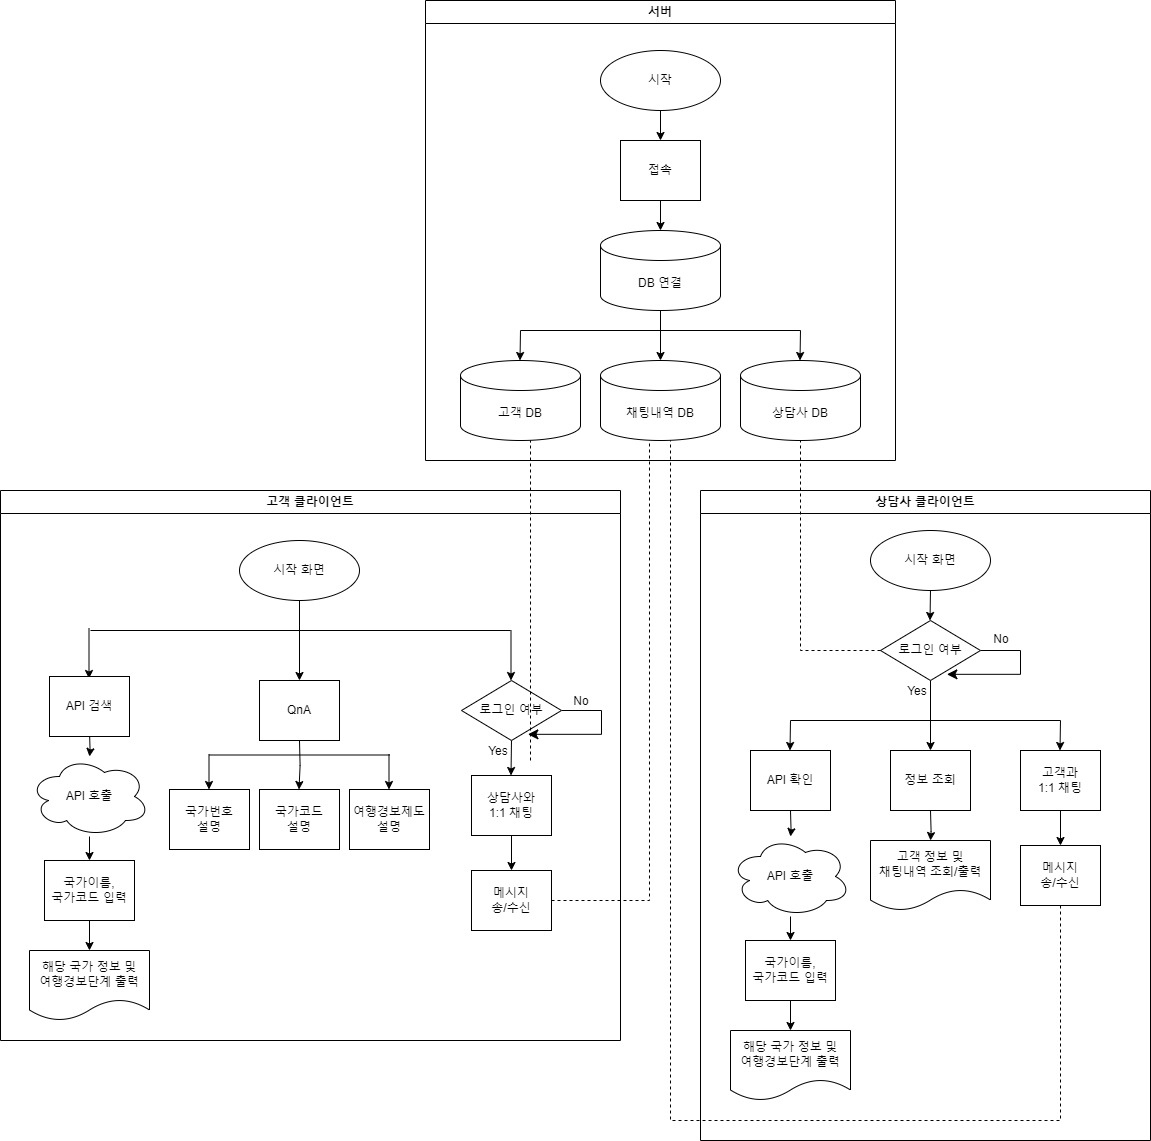 서버
시작
접속
DB 연결
고객 DB
채팅내역 DB
상담사 DB
고객 클라이언트
시작 화면
API 검색
QnA
로그인 여부
No
Yes
API 호출
국가번호
설명
국가코드
설명
여행경보제도
설명
상담사와
1:1 채팅
국가이름,
국가코드 입력
메시지
송/수신
해당 국가 정보 및
여행경보단계 출력
상담사 클라이언트
시작 화면
로그인 여부
No
Yes
API 확인
정보 조회
고객과
1:1 채팅
API 호출
고객 정보 및
채팅내역 조회/출력
메시지
송/수신
국가이름,
국가코드 입력
해당 국가 정보 및
여행경보단계 출력